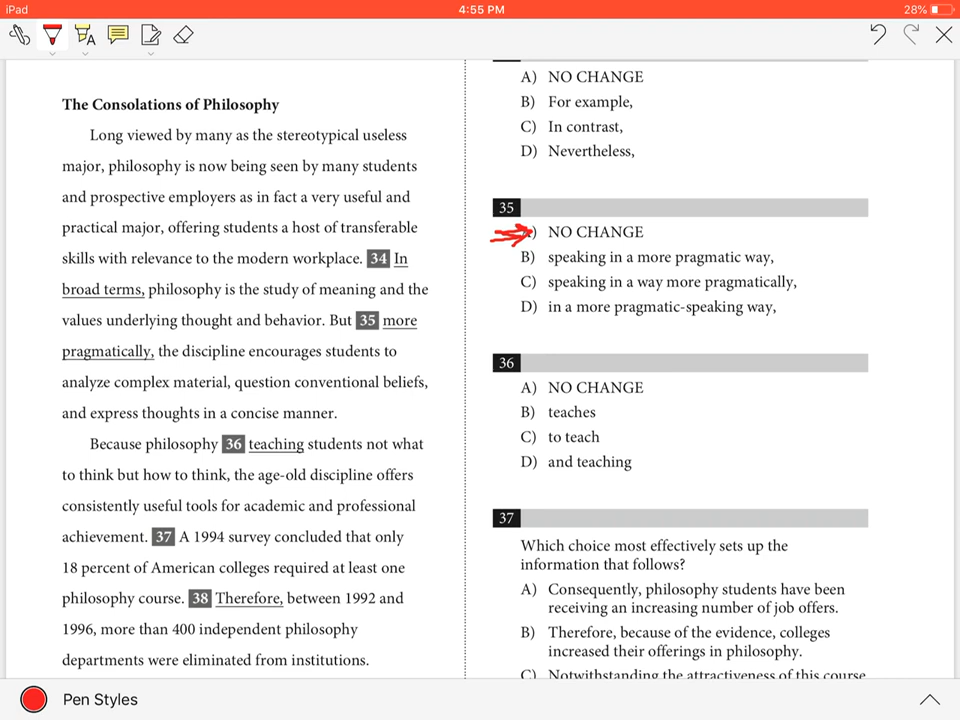 iPad
4:55 PM
28%
The Consolations of Philosophy
Long viewed by many as the stereotypical useless
major, philosophy is now being seen by many students
and prospective employers as in fact a very useful and
practical major, offering students a host of transferable
skills with relevance to the modern workplace. 34 In
broad terms, philosophy is the study of meaning and the
values underlying thought and behavior. But 35 more
pragmatically, the discipline encourages students to
analyze complex material, question conventional beliefs,
and express thoughts in a concise manner.
Because philosophy 36 teaching students not what
to think but how to think, the age-old discipline offers
consistently useful tools for academic and professional
achievement. 37 A 1994 survey concluded that only
18 percent of American colleges required at least one
philosophy course. 38 Therefore, between 1992 and
1996, more than 400 independent philosophy
departments were eliminated from institutions.
A) NO CHANGE
B) For example,
C) In contrast,
D) Nevertheless,
35
A) NO CHANGE
B) speaking in a more pragmatic way,
C) speaking in a way more pragmatically,
D) in a more pragmatic-speaking way,
36
A) NO CHANGE
B) teaches
C) to teach
D) and teaching
37
Which choice most effectively sets up the
information that follows?
A) Consequently, philosophy students have been
receiving an increasing number of job offers.
B) Therefore, because of the evidence, colleges
increased their offerings in philosophy.
C) Notwithstanding the attractiveness of this course
Pen Styles